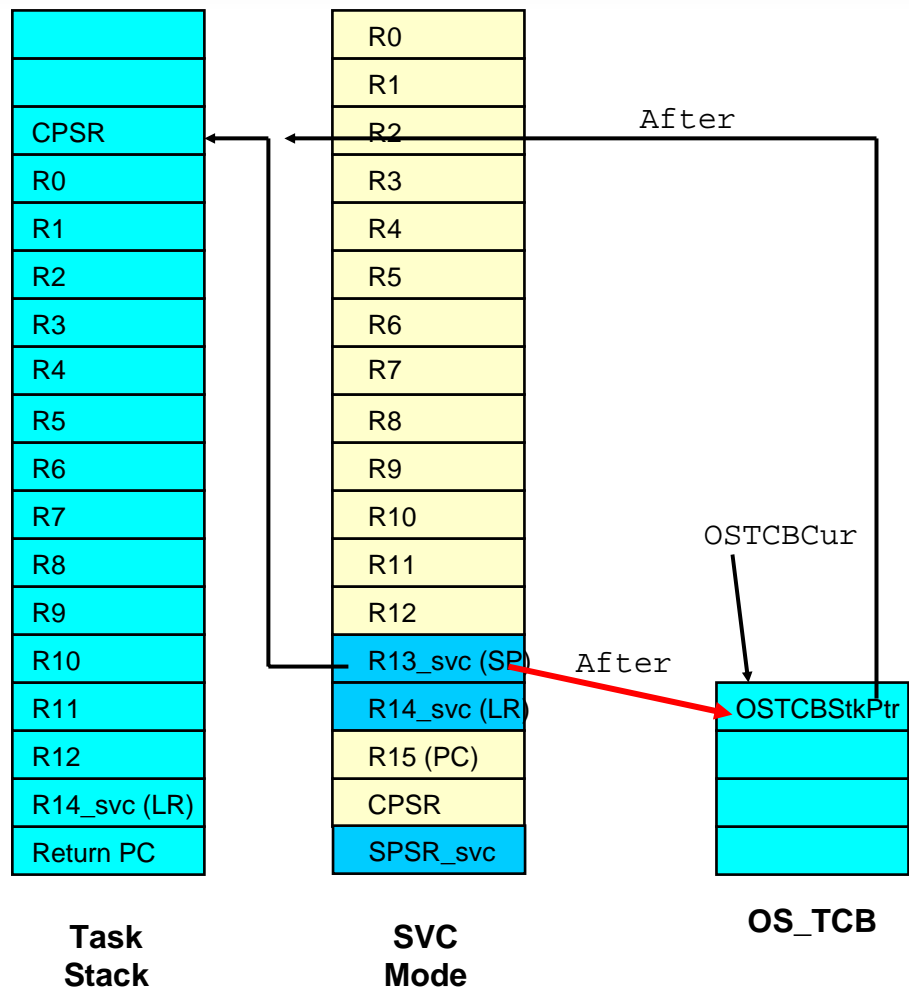 CPSR
R0
R1
R2
R3
R4
R5
R6
R7
R8
R9
R10
R11
R12
R14_svc (LR)
Return PC
Task
Stack
R0
R1
R2
R3
R4
R5
R6
R7
R8
R9
R10
R11
R12
R13_svc (SP)
R14_svc (LR)
R15 (PC)
CPSR
SPSR_svc
SVC
Mode
After
After
OSTCBCur
OSTCBStkPtr
OS_TCB